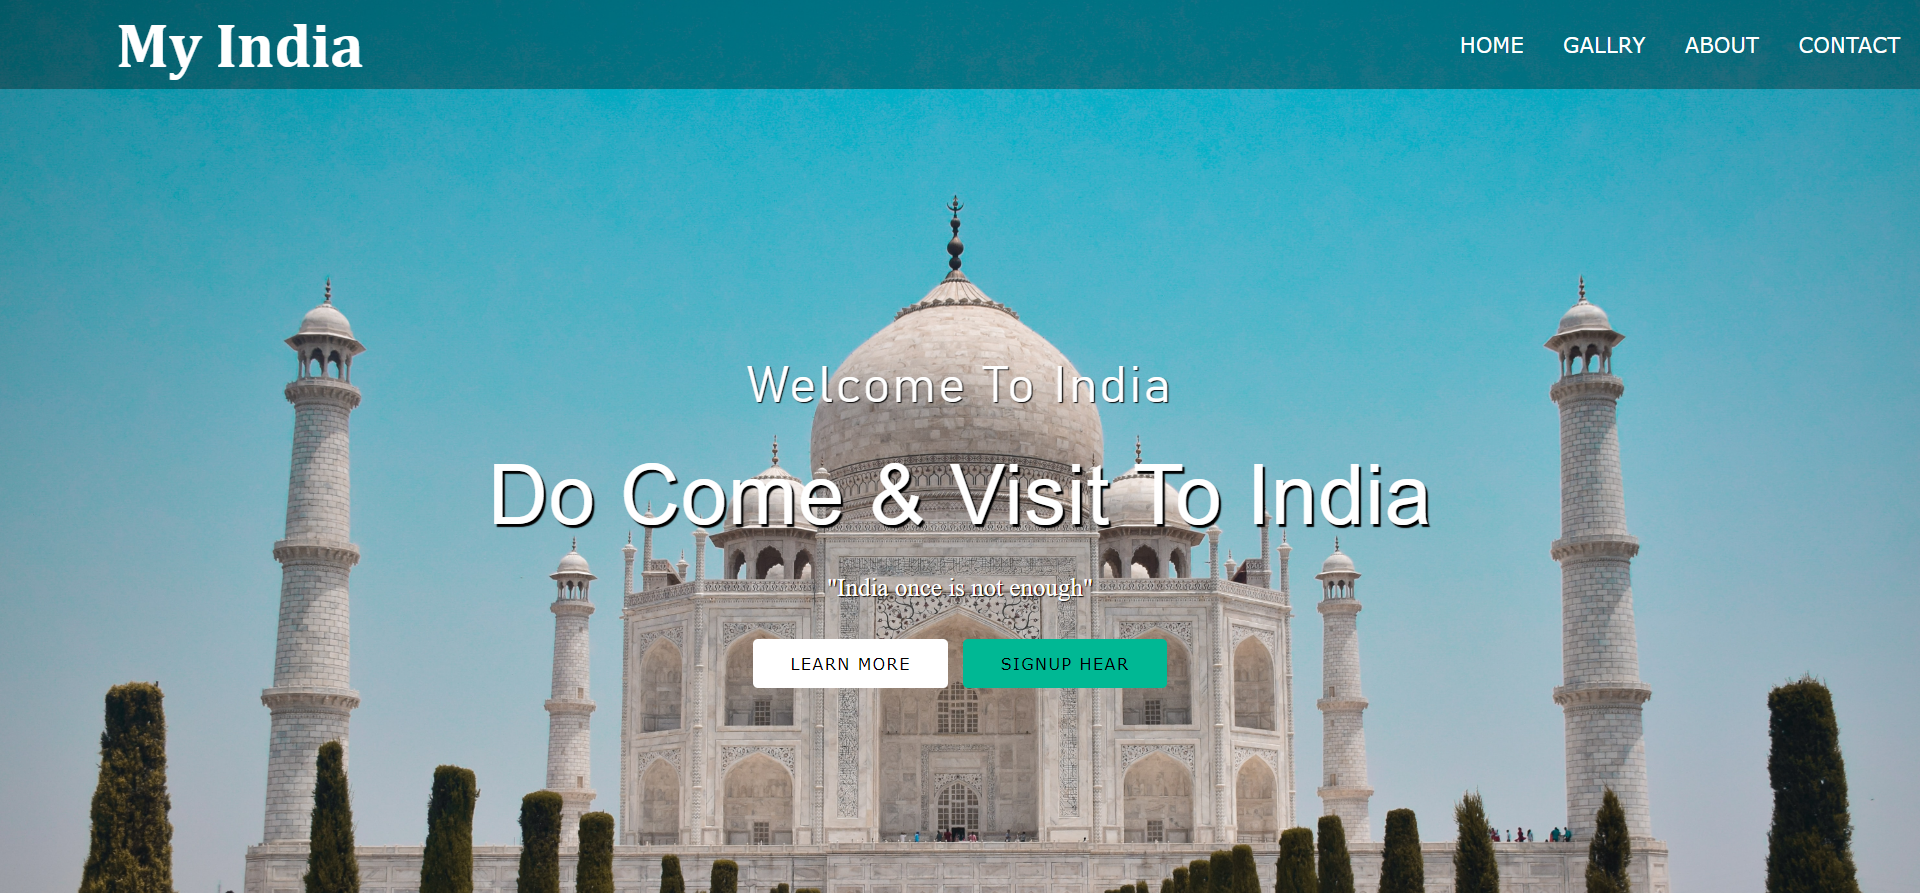 My India
HOME GALLRY ABOUT CONTACT
Welcome To India
Do Come & Visit To India
"India once is not enough"
LEARN MORE
SIGNUP HEAR